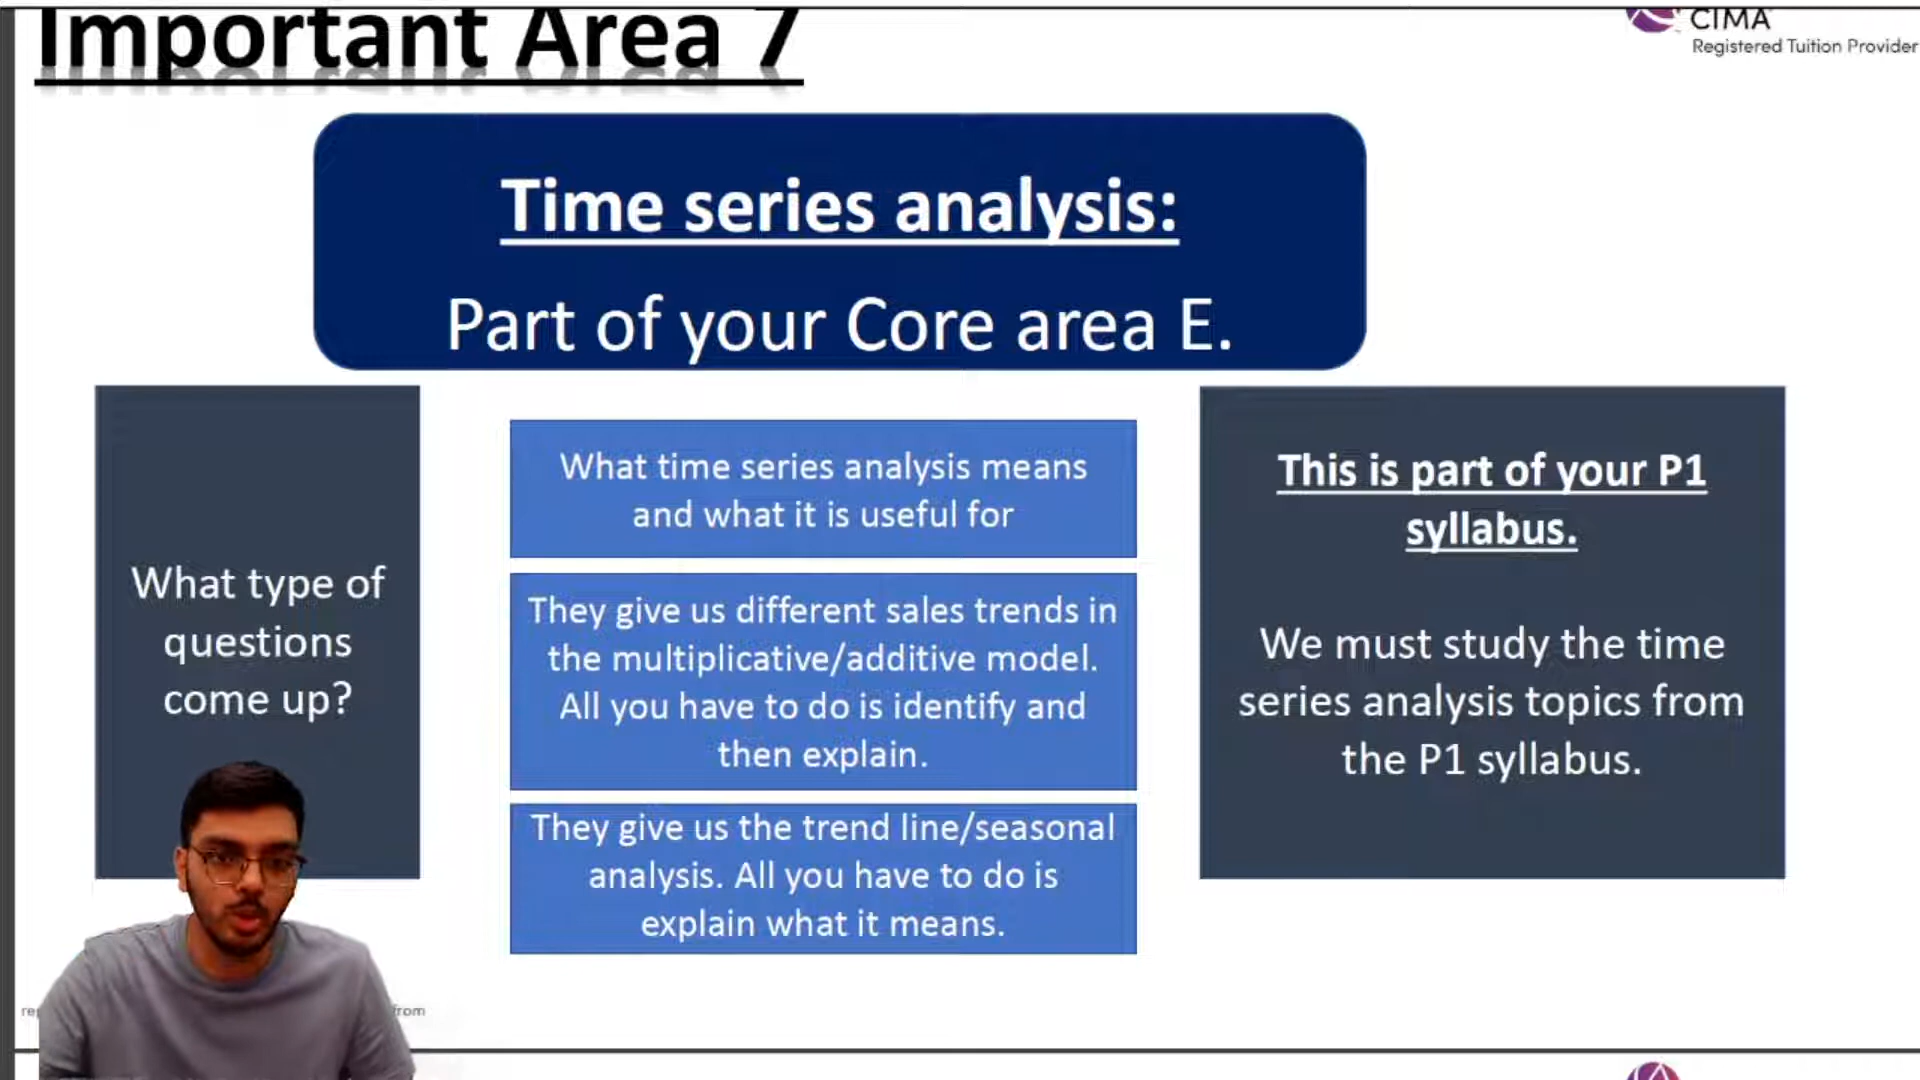 Important Area 7
CIMA
Registered Tuition Provider
Time series analysis:
Part of your Core area E.
What type of
questions
come up?
What time series analysis means
and what it is useful for
They give us different sales trends in
the multiplicative/additive model.
All you have to do is identify and
then explain.
They give us the trend line/seasonal
analysis. All you have to do is
explain what it means.
This is part of your P1
syllabus.
We must study the time
series analysis topics from
the P1 syllabus.
from